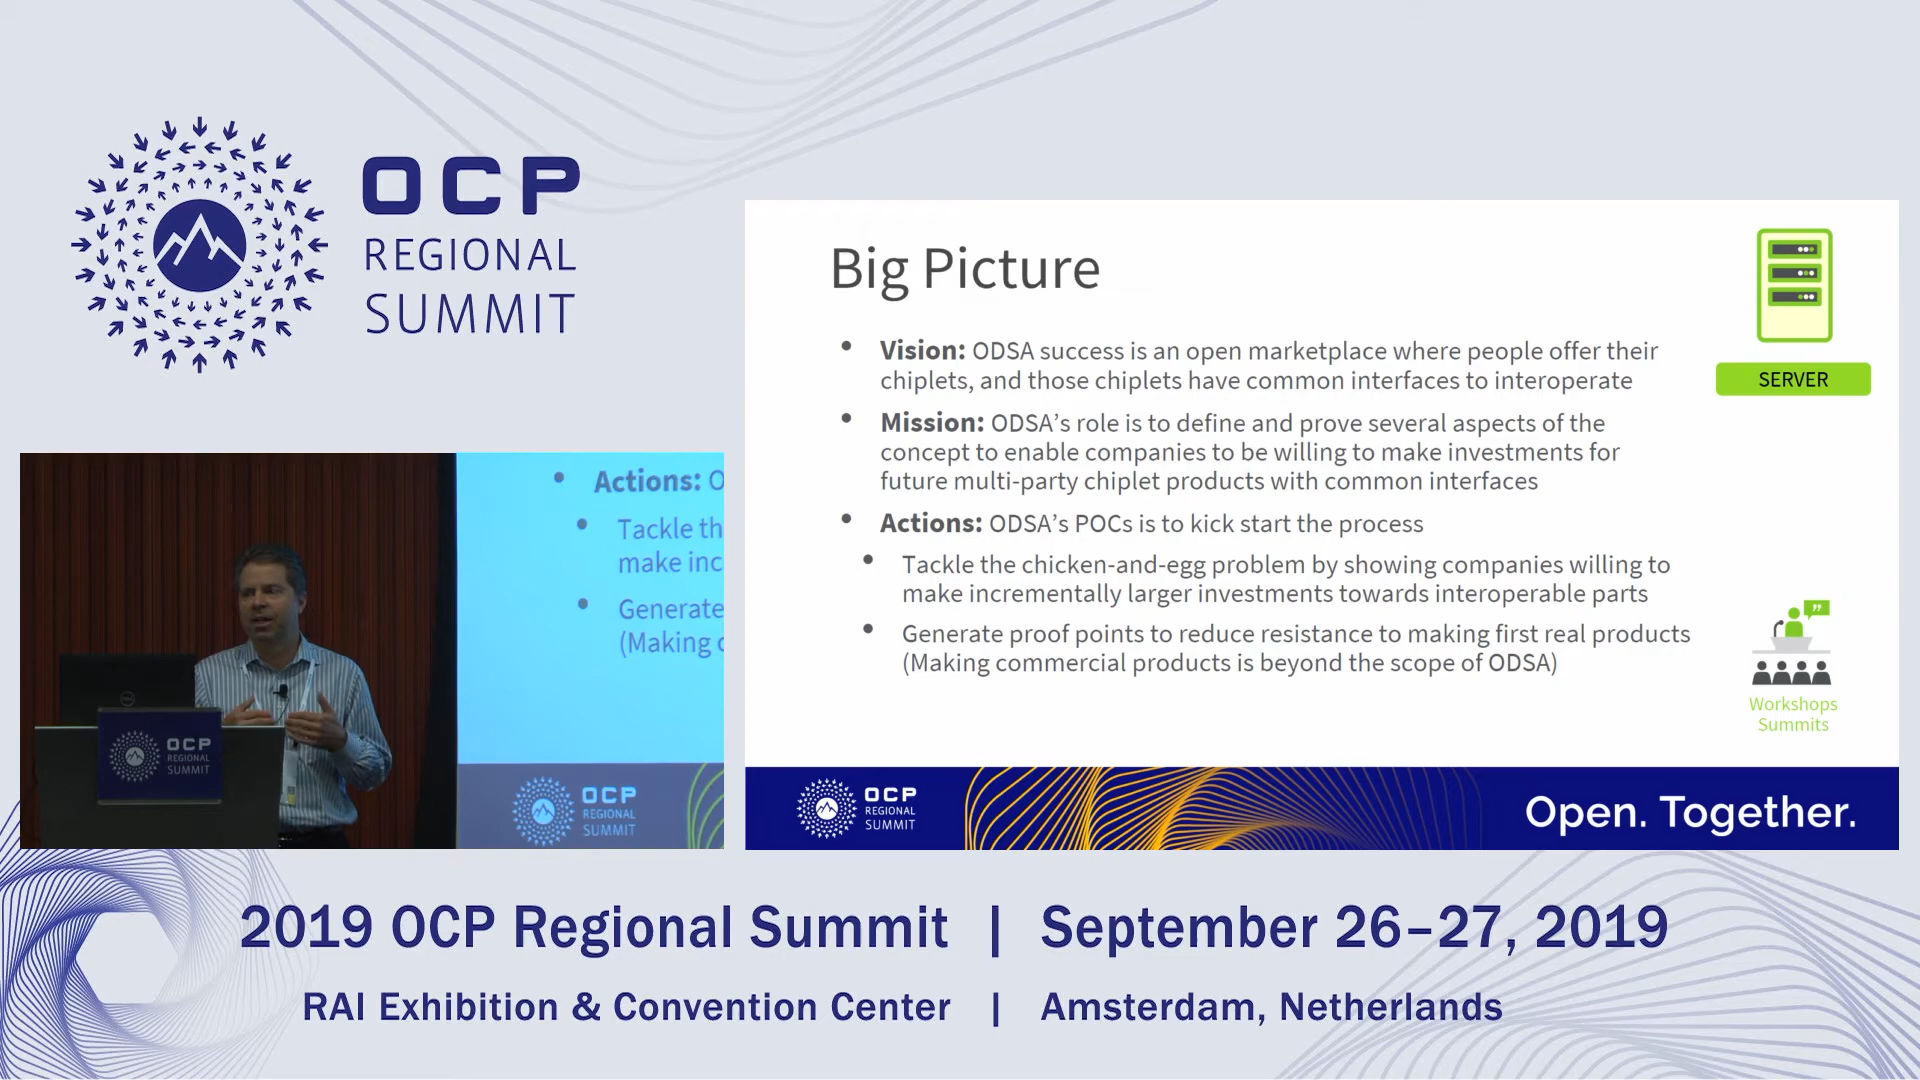 OCP
REGIONAL
SUMMIT
Big Picture
• Vision: ODSA success is an open marketplace where people offer their
chiplets, and those chiplets have common interfaces to interoperate
• Mission: ODSA's role is to define and prove several aspects of the
concept to enable companies to be willing to make investments for
future multi-party chiplet products with common interfaces
• Actions: ODSA's POCs is to kick start the process
• Tackle the chicken-and-egg problem by showing companies willing to
make incrementally larger investments towards interoperable parts
• Generate proof points to reduce resistance to making first real products
(Making commercial products is beyond the scope of ODSA)
SERVER
Workshops
Summits
OCP
REGIONAL
SUMMIT
Open. Together.
• Actions: O
• Tackle th
make inc
• Generate
(Making c
OCP
REGIONAL
SUMMIT
OCP
REGIONAL
SUMMIT
2019 OCP Regional Summit | September 26–27, 2019
RAI Exhibition & Convention Center | Amsterdam, Netherlands